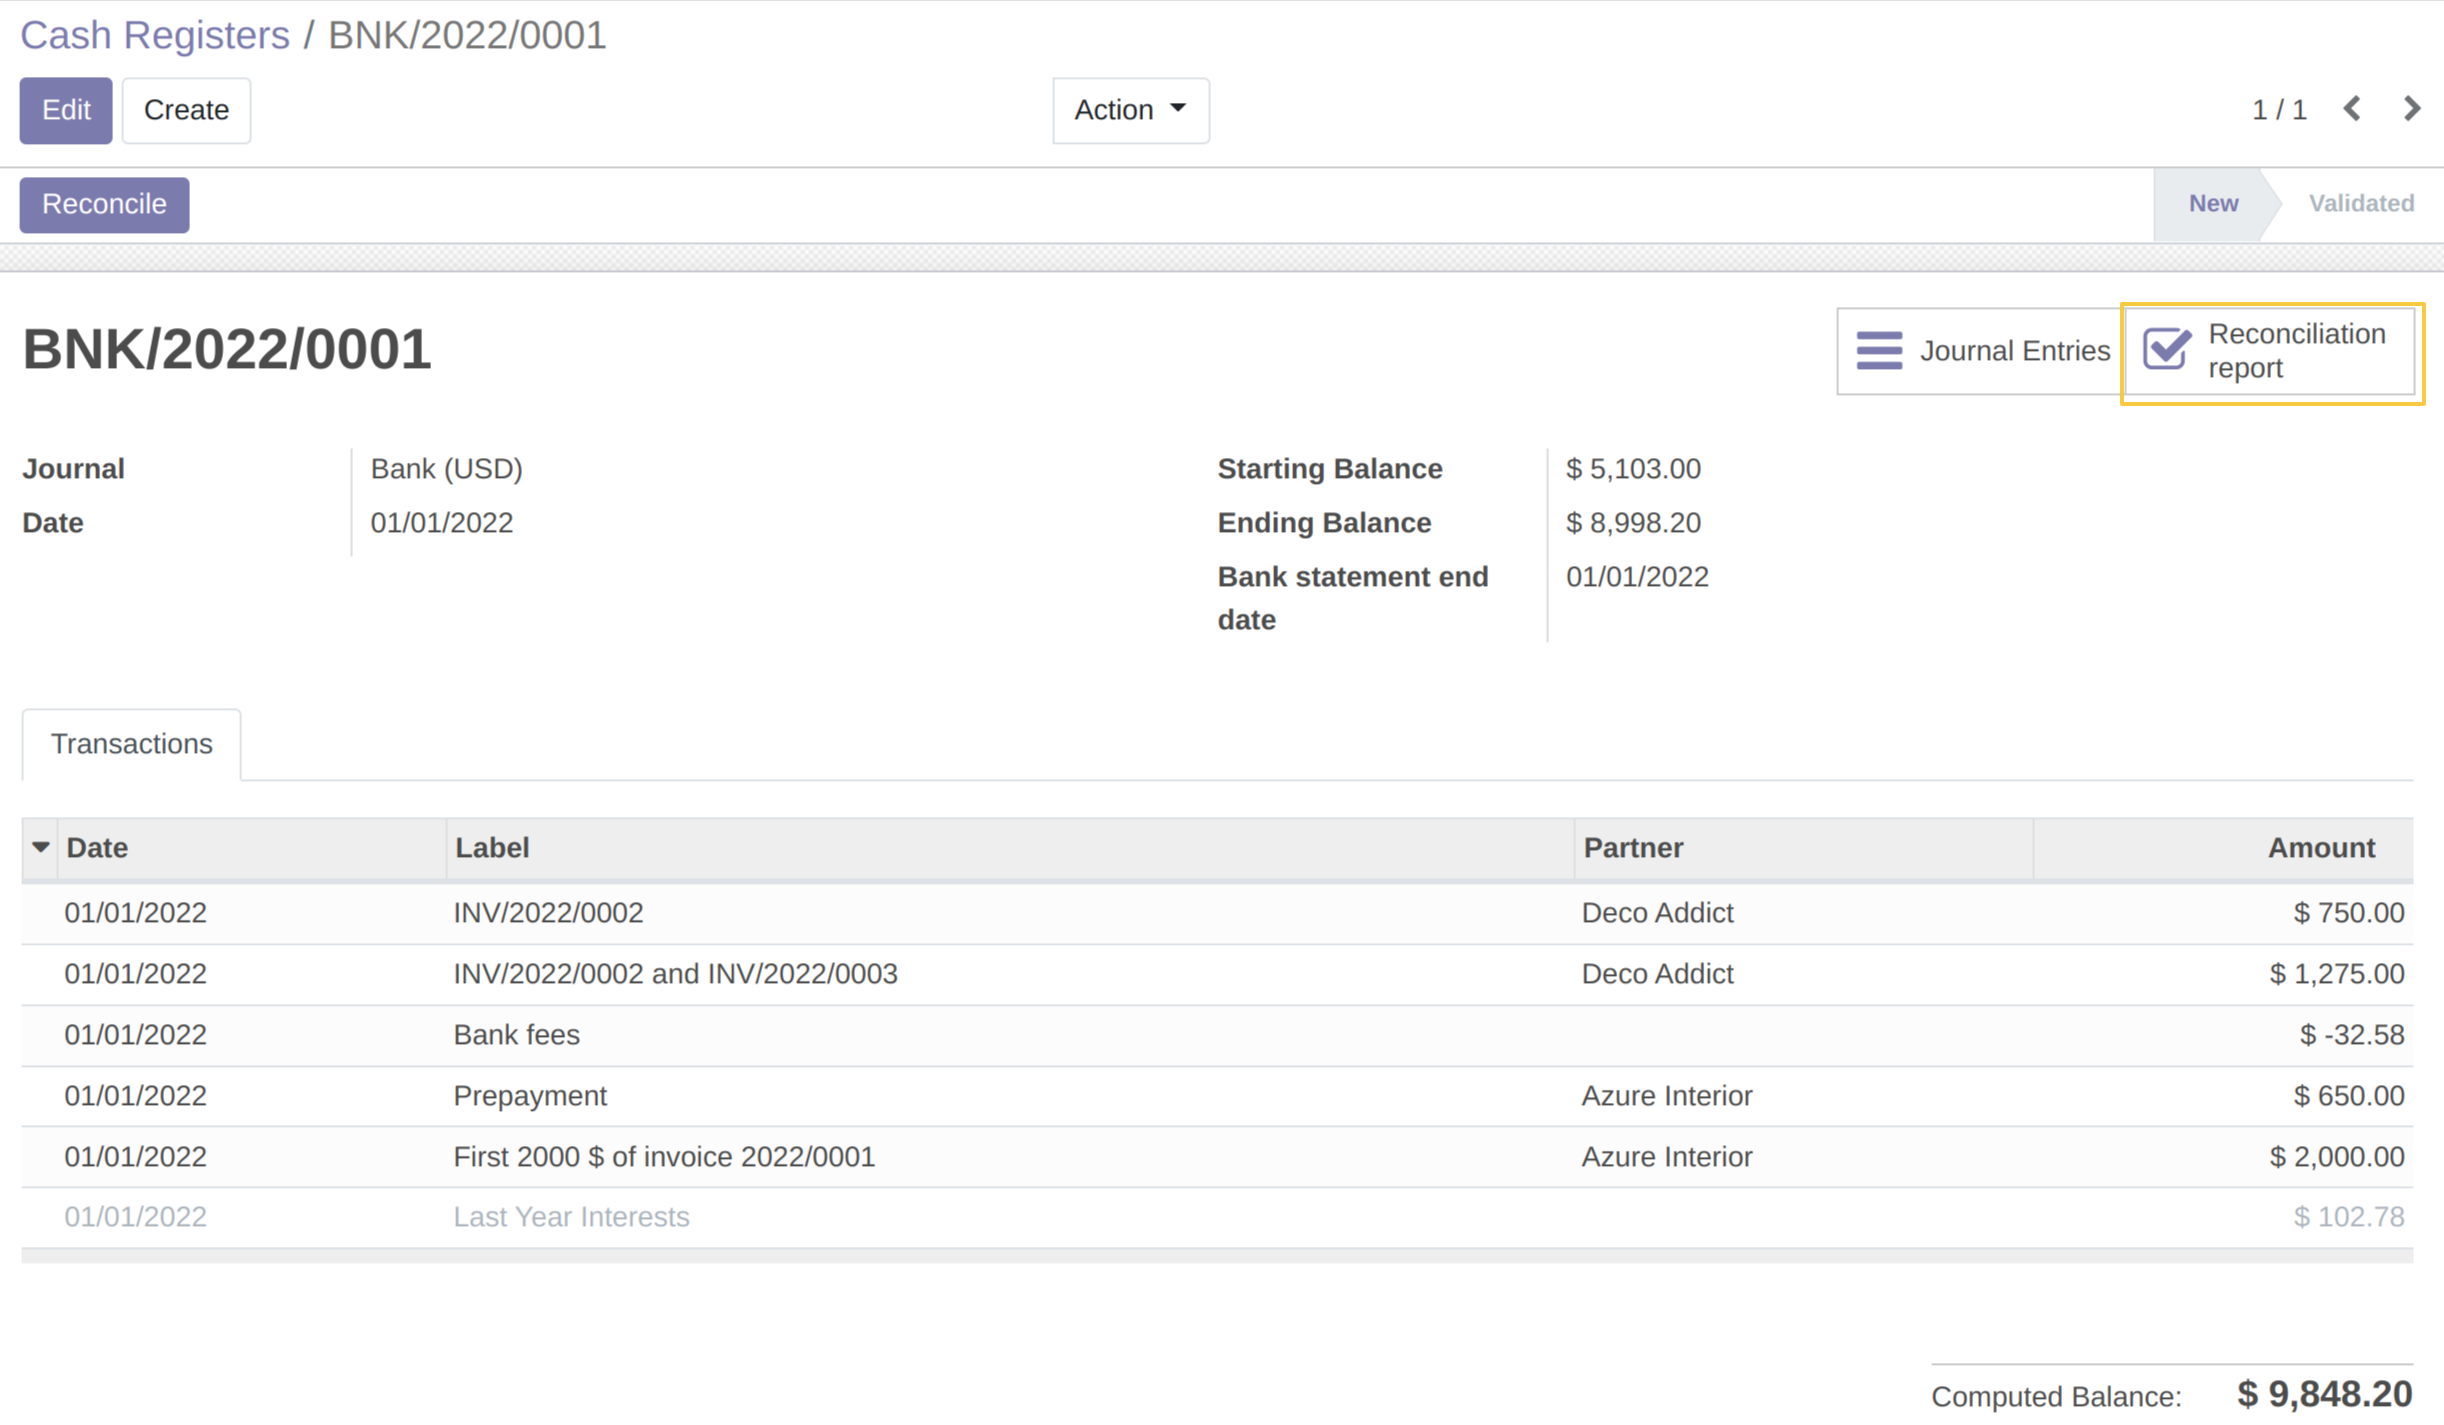 Cash Registers / BNK/2022/0001
Edit Create Action 1 / 1
Reconcile New Validated
BNK/2022/0001
Journal Entries
Reconciliation
report
Journal Bank (USD)
Date 01/01/2022
Starting Balance $ 5,103.00
Ending Balance $ 8,998.20
Bank statement end 01/01/2022
date
Transactions
Date Label Partner Amount
01/01/2022 INV/2022/0002 Deco Addict $ 750.00
01/01/2022 INV/2022/0002 and INV/2022/0003 Deco Addict $ 1,275.00
01/01/2022 Bank fees $ -32.58
01/01/2022 Prepayment Azure Interior $ 650.00
01/01/2022 First 2000 $ of invoice 2022/0001 Azure Interior $ 2,000.00
01/01/2022 Last Year Interests $ 102.78
Computed Balance: $ 9,848.20